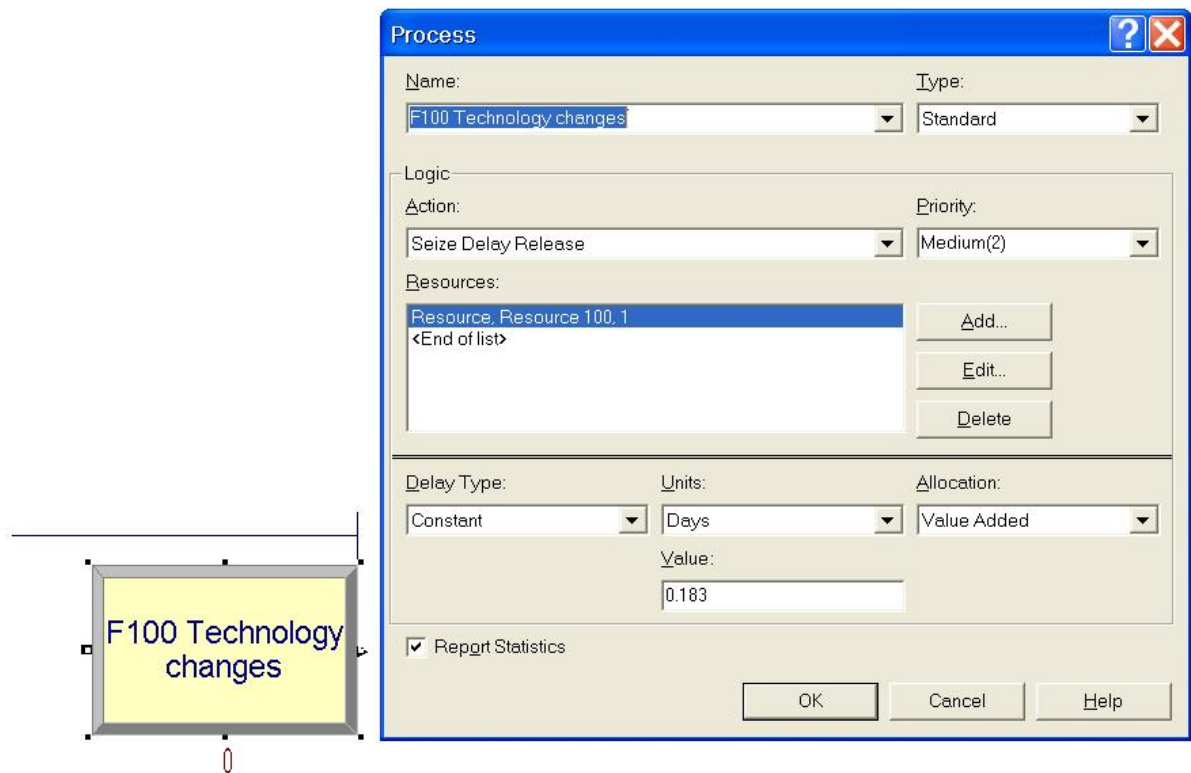 Process
Name:
Type:
F100 Technology changes
Standard
Logic
Action:
Priority:
Seize Delay Release
Medium(2)
Resources:
Resource, Resource 100, 1
<End of list>
Add...
Edit...
Delete
Delay Type:
Units:
Allocation:
Constant
Days
Value Added
Value:
0.183
Report Statistics
OK
Cancel
Help
F100 Technology
changes
0